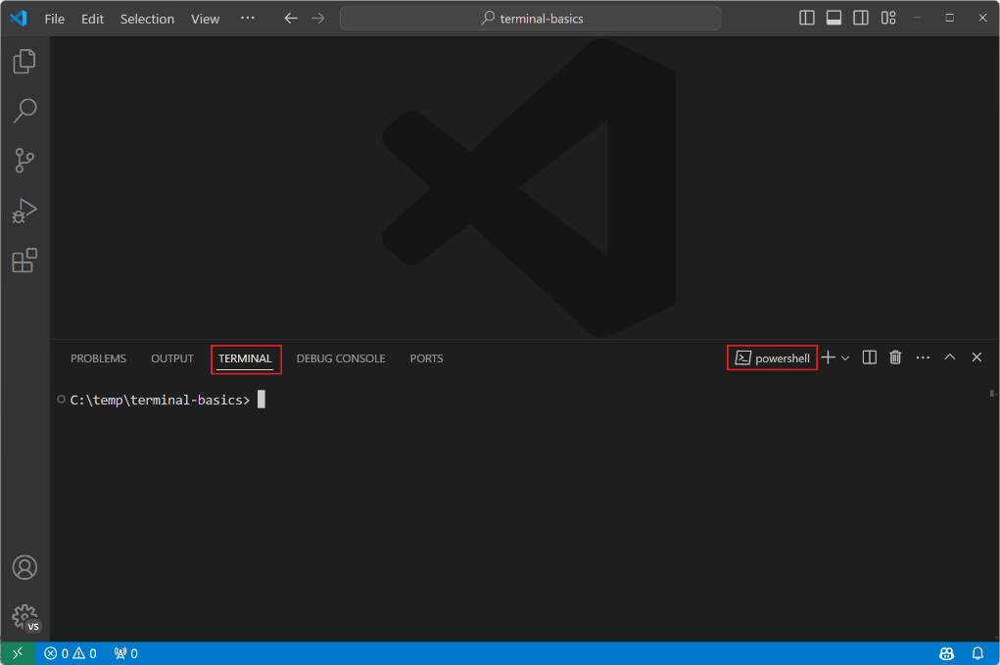 File Edit Selection View ··· terminal-basics
PROBLEMS OUTPUT TERMINAL DEBUG CONSOLE PORTS powershell
C:\temp\terminal-basics>
VS
0 0 0